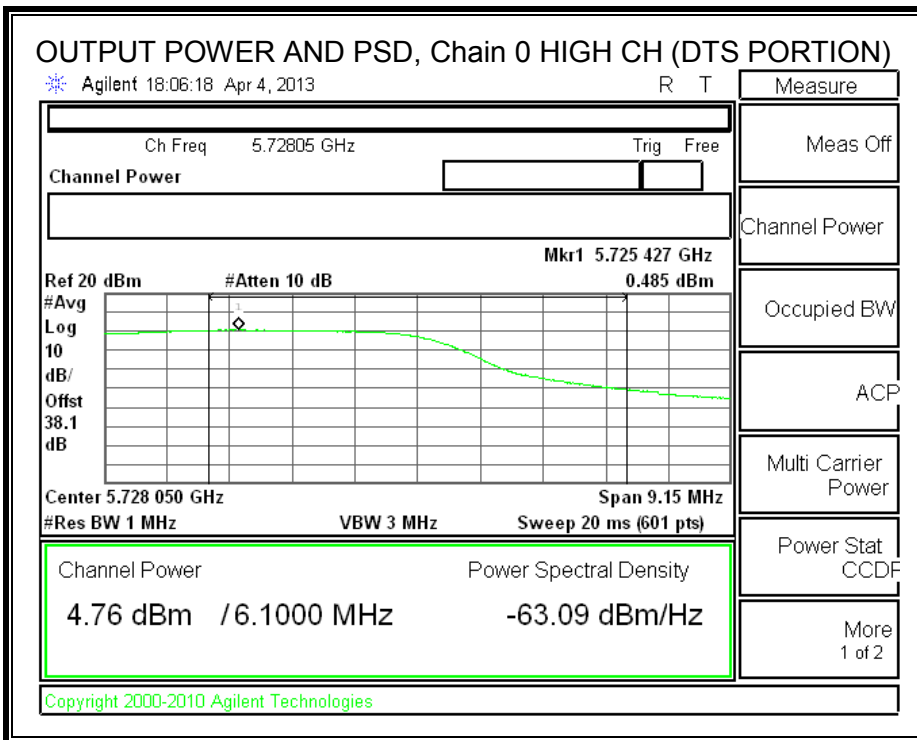 OUTPUT POWER AND PSD, Chain 0 HIGH CH (DTS PORTION)
Agilent 18:06:18 Apr 4, 2013 R T
Measure
Ch Freq 5.72805 GHz Trig Free
Channel Power
Mkr1 5.725 427 GHz
Ref 20 dBm #Atten 10 dB 0.485 dBm
#Avg
Log
10
dB/
Offst
38.1
dB
1
Center 5.728 050 GHz Span 9.15 MHz
#Res BW 1 MHz VBW 3 MHz Sweep 20 ms (601 pts)
Channel Power Power Spectral Density
4.76 dBm / 6.1000 MHz -63.09 dBm/Hz
Copyright 2000-2010 Agilent Technologies
Meas Off
Channel Power
Occupied BW
ACP
Multi Carrier
Power
Power Stat
CCDF
More
1 of 2